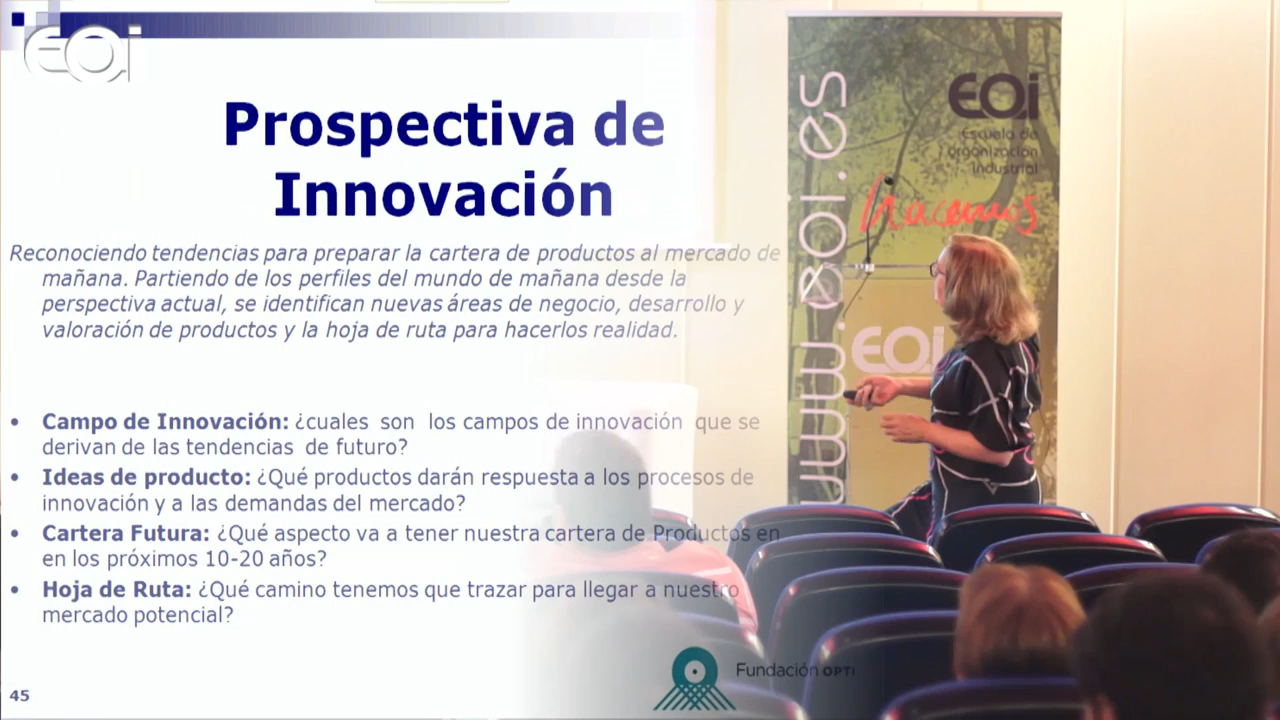 EOi
Prospectiva de
Innovación
Reconociendo tendencias para preparar la cartera de productos al mercado de
mañana. Partiendo de los perfiles del mundo de mañana desde la
perspectiva actual, se identifican nuevas áreas de negocio, desarrollo y
valoración de productos y la hoja de ruta para hacerlos realidad.
• Campo de Innovación: ¿cuales son los campos de innovación que se
derivan de las tendencias de futuro?
• Ideas de producto: ¿Qué productos darán respuesta a los procesos de
innovación y a las demandas del mercado?
• Cartera Futura: ¿Qué aspecto va a tener nuestra cartera de Productos en
en los próximos 10-20 años?
• Hoja de Ruta: ¿Qué camino tenemos que trazar para llegar a nuestro
mercado potencial?
45
Fundación OPTI
www.eoi.es
EOi
Escuela de
organización
industrial
hacemos
EOi